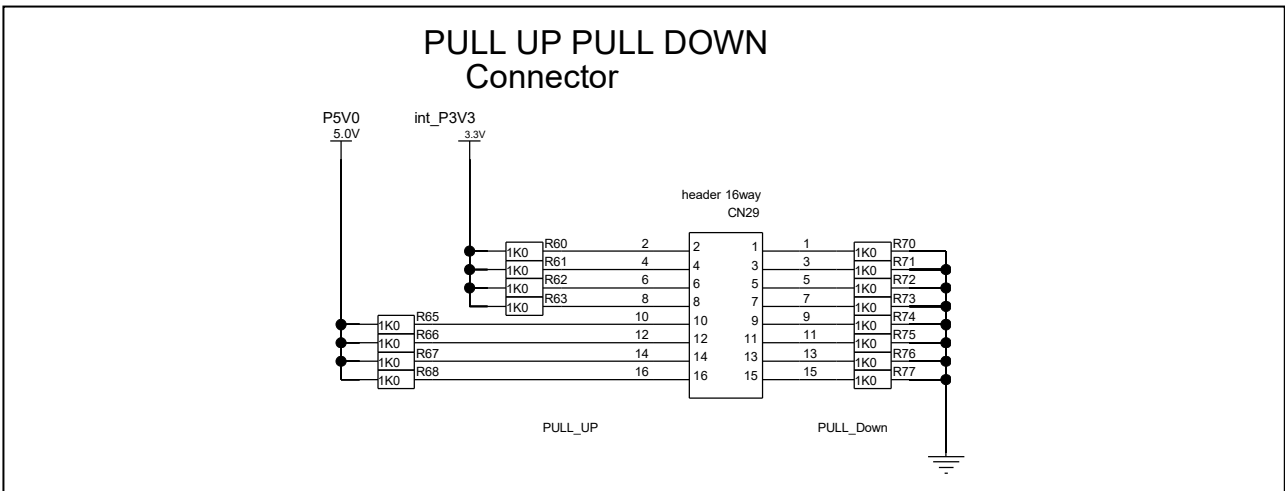 PULL UP PULL DOWN
Connector
P5V0
5.0V
int_P3V3
3.3V
header 16way
CN29
1K0 R60 2 2 1 1 1K0 R70
1K0 R61 4 4 3 3 1K0 R71
1K0 R62 6 6 5 5 1K0 R72
1K0 R63 8 8 7 7 1K0 R73
1K0 R65 10 10 9 9 1K0 R74
1K0 R66 12 12 11 11 1K0 R75
1K0 R67 14 14 13 13 1K0 R76
1K0 R68 16 16 15 15 1K0 R77
PULL_UP
PULL_Down